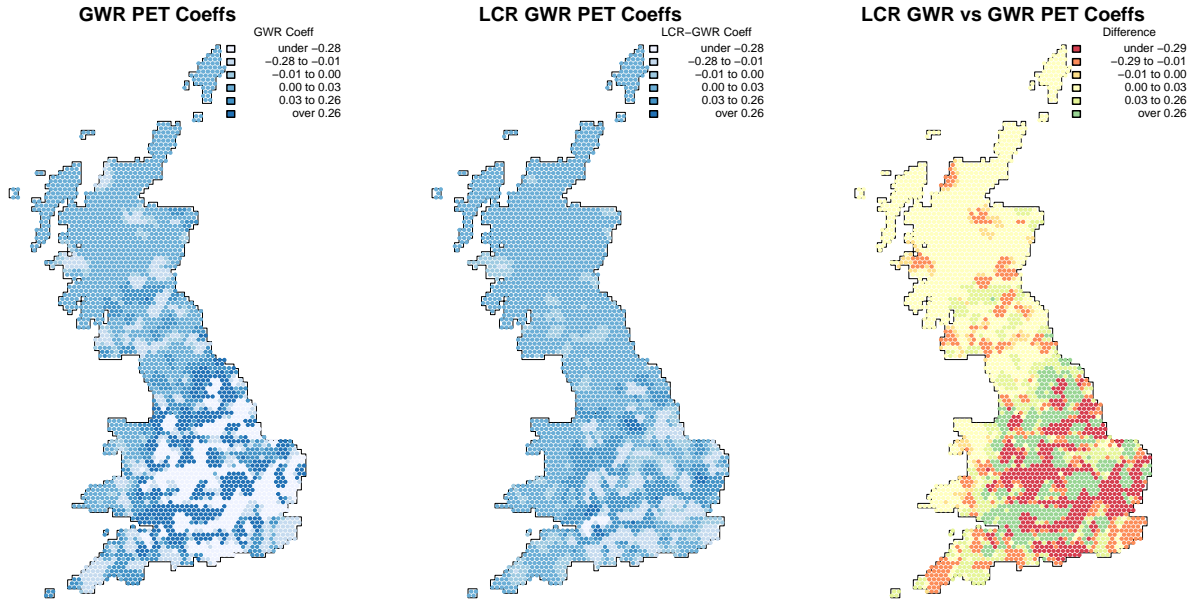 GWR PET Coeffs
GWR Coeff
under −0.28
−0.28 to −0.01
−0.01 to 0.00
0.00 to 0.03
0.03 to 0.26
over 0.26
LCR GWR PET Coeffs
LCR−GWR Coeff
under −0.28
−0.28 to −0.01
−0.01 to 0.00
0.00 to 0.03
0.03 to 0.26
over 0.26
LCR GWR vs GWR PET Coeffs
Difference
under −0.29
−0.29 to −0.01
−0.01 to 0.00
0.00 to 0.03
0.03 to 0.26
over 0.26